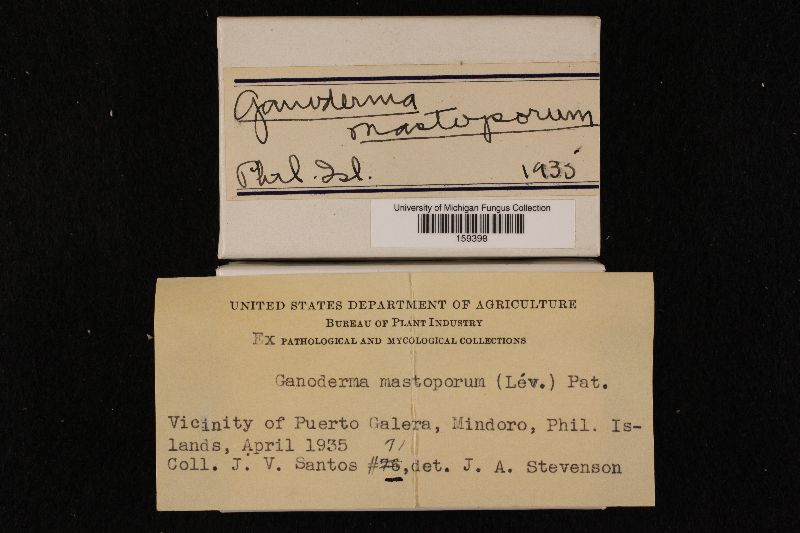 Ganoderma
mastoporum
Phil. Isl. 1935
University of Michigan Fungus Collection
159398
UNITED STATES DEPARTMENT OF AGRICULTURE
BUREAU OF PLANT INDUSTRY
Ex PATHOLOGICAL AND MYCOLOGICAL COLLECTIONS
Ganoderma mastoporum (Lév.) Pat.
Vicinity of Puerto Galera, Mindoro, Phil. Is-
lands, April 1935 71
Coll. J. V. Santos #76, det. J. A. Stevenson